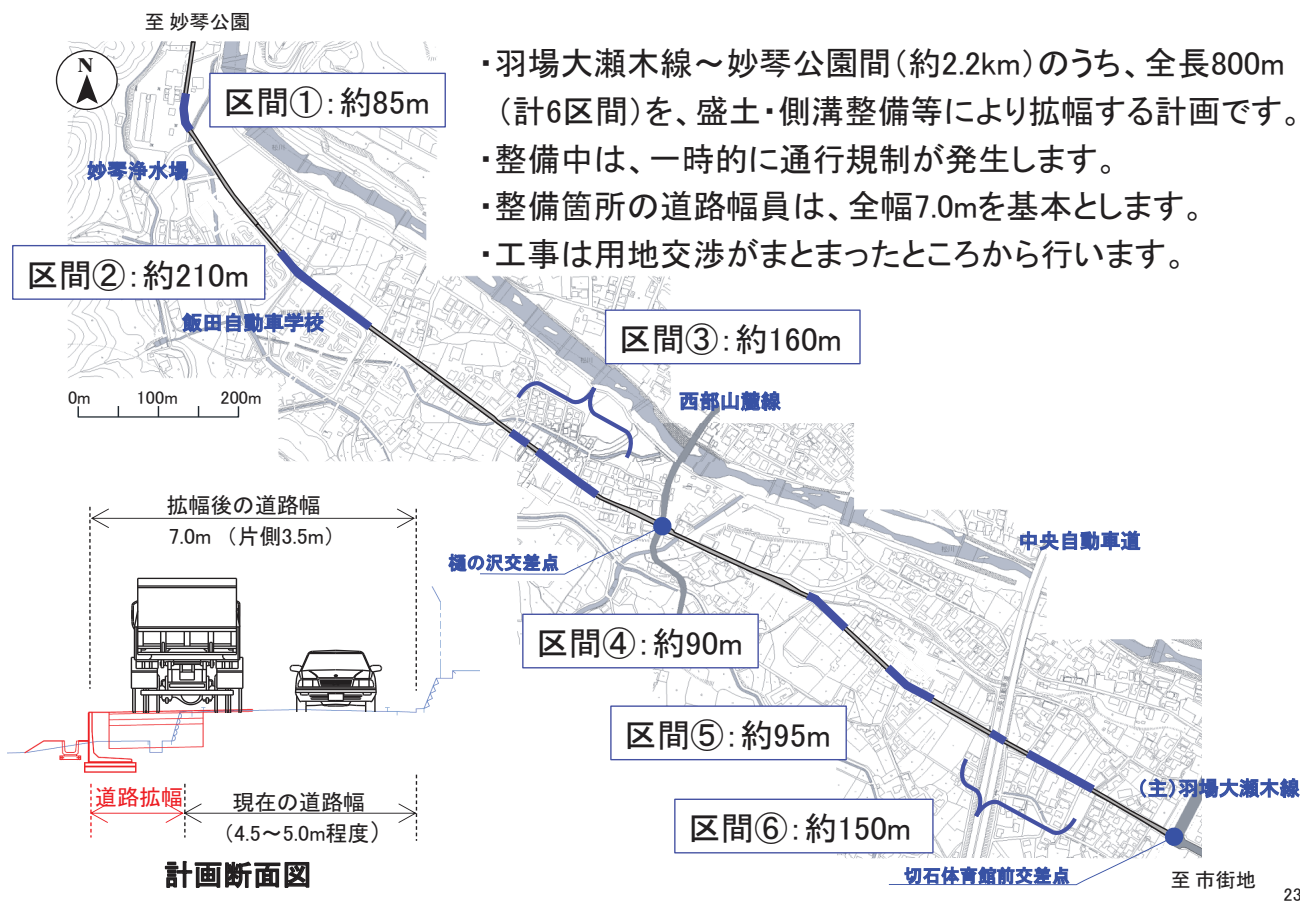 至 妙琴公園
N
・羽場大瀬木線～妙琴公園間(約2.2km)のうち、全長800m
(計6区間)を、盛土・側溝整備等により拡幅する計画です。
・整備中は、一時的に通行規制が発生します。
・整備箇所の道路幅員は、全幅7.0mを基本とします。
・工事は用地交渉がまとまったところから行います。
区間①：約85m
妙琴浄水場
区間②：約210m
飯田自動車学校
区間③：約160m
西部山麓線
0m 100m 200m
拡幅後の道路幅
7.0m （片側3.5m）
樋の沢交差点
中央自動車道
区間④：約90m
区間⑤：約95m
道路拡幅
現在の道路幅
(4.5～5.0m程度)
計画断面図
(主)羽場大瀬木線
区間⑥：約150m
切石体育館前交差点
至 市街地
23